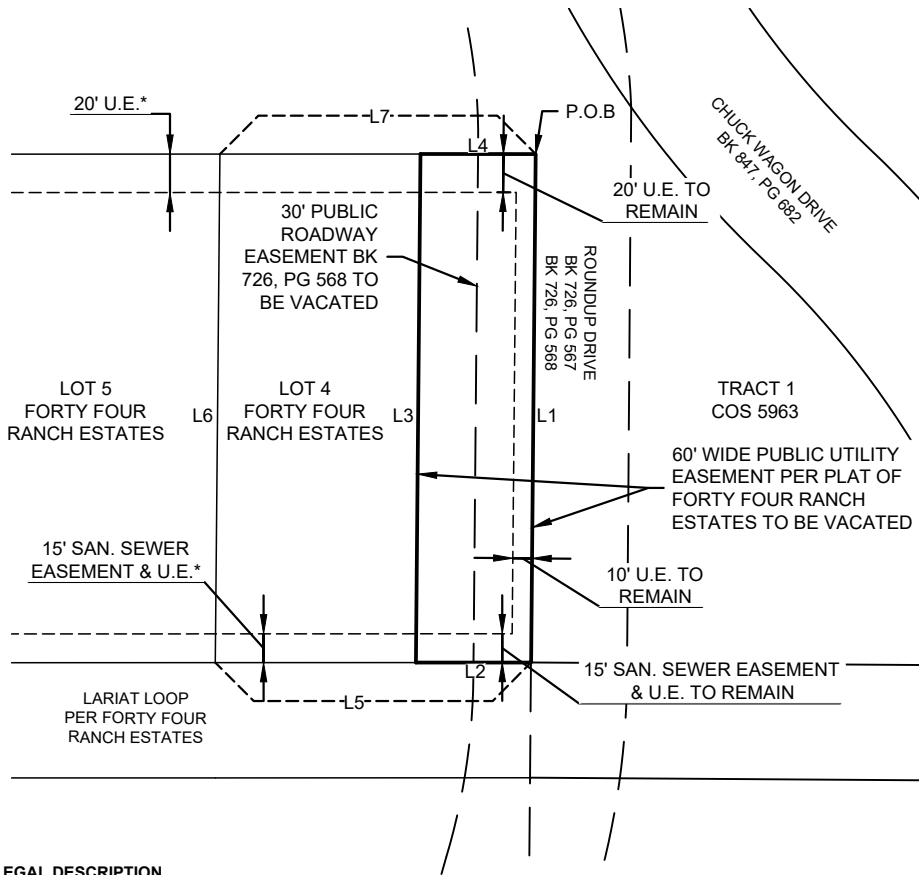 20' U.E.*
L7
P.O.B
L4
CHUCK WAGON DRIVE
BK 847, PG 682
20' U.E. TO
REMAIN
30' PUBLIC
ROADWAY
EASEMENT BK
726, PG 568 TO
BE VACATED
ROUNDUP DRIVE
BK 726, PG 567
BK 726, PG 568
LOT 5
FORTY FOUR
RANCH ESTATES
L6
LOT 4
FORTY FOUR
RANCH ESTATES
L3
L1
TRACT 1
COS 5963
60' WIDE PUBLIC UTILITY
EASEMENT PER PLAT OF
FORTY FOUR RANCH
ESTATES TO BE VACATED
15' SAN. SEWER
EASEMENT & U.E.*
10' U.E. TO
REMAIN
L2
15' SAN. SEWER EASEMENT
& U.E. TO REMAIN
L5
LARIAT LOOP
PER FORTY FOUR
RANCH ESTATES
EGAL DESCRIPTION